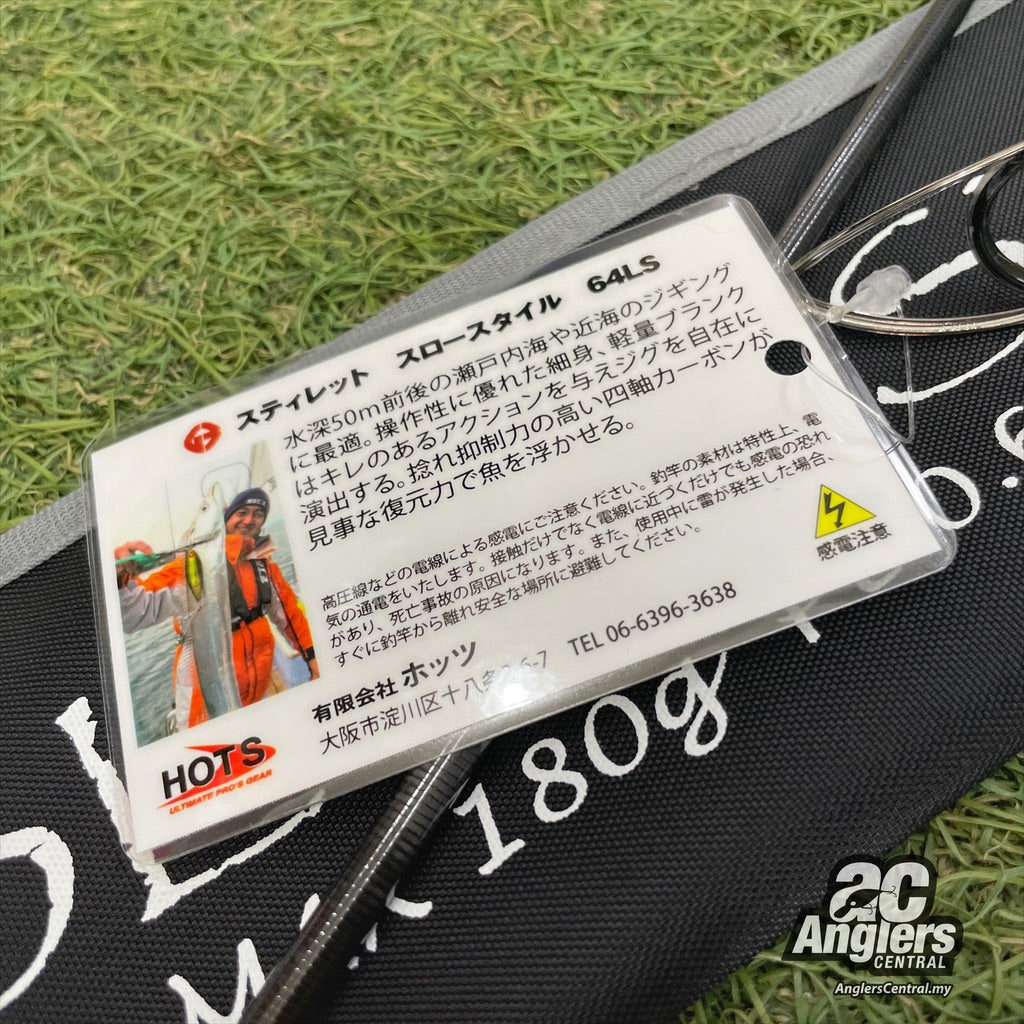 スティレット スロースタイル 64LS
水深50m前後の瀬戸内海や近海のジギング
に最適。操作性に優れた細身、軽量ブランク
はキレのあるアクションを与えジグを自在に
演出する。捻れ抑制力の高い四軸カーボンが
見事な復元力で魚を浮かせる。
高圧線などの電線による感電にご注意ください。釣竿の素材は特性上、電
気の通電をいたします。接触だけでなく電線に近づくだけでも感電の恐れ
があり、死亡事故の原因になります。また、使用中に雷が発生した場合、
すぐに釣竿から離れ安全な場所に避難してください。
感電注意
有限会社 ホッツ
大阪市淀川区十八条 6-7 TEL 06-6396-3638
HOTS
ULTIMATE PRO'S GEAR
180g
ac
Anglers
CENTRAL
AnglersCentral.my